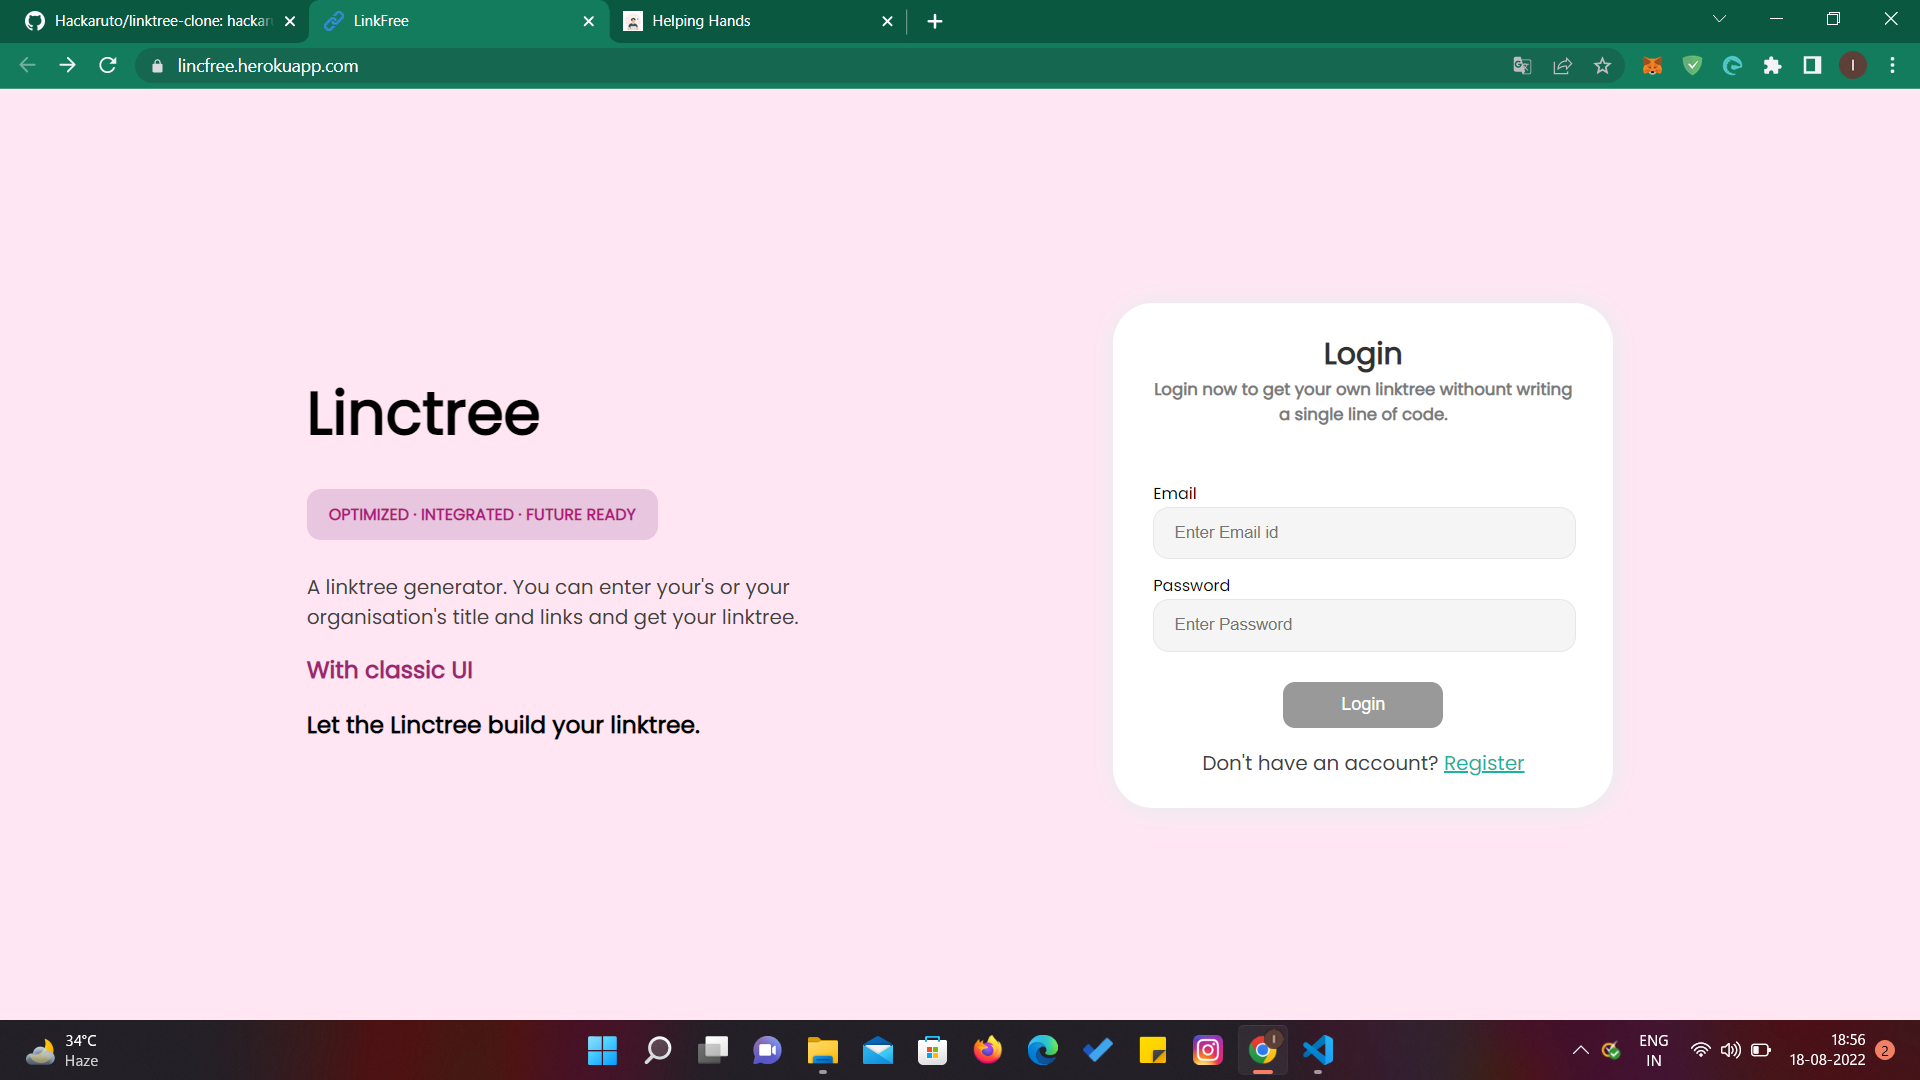 Hackaruto/linktree-clone: hackaru
LinkFree
Helping Hands
lincfree.herokuapp.com
I
Linctree
OPTIMIZED · INTEGRATED · FUTURE READY
A linktree generator. You can enter your's or your
organisation's title and links and get your linktree.
With classic UI
Let the Linctree build your linktree.
Login
Login now to get your own linktree withount writing
a single line of code.
Email
Enter Email id
Password
Enter Password
Login
Don't have an account? Register
34°C
Haze
ENG
IN
18:56
18-08-2022
2